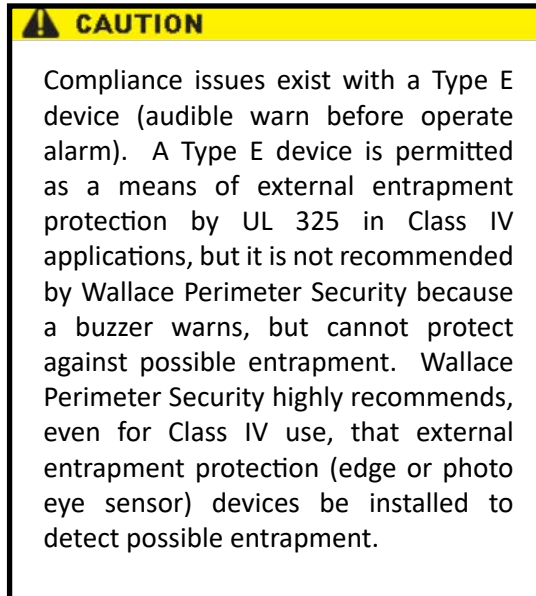 CAUTION
Compliance issues exist with a Type E
device (audible warn before operate
alarm). A Type E device is permitted
as a means of external entrapment
protection by UL 325 in Class IV
applications, but it is not recommended
by Wallace Perimeter Security because
a buzzer warns, but cannot protect
against possible entrapment. Wallace
Perimeter Security highly recommends,
even for Class IV use, that external
entrapment protection (edge or photo
eye sensor) devices be installed to
detect possible entrapment.